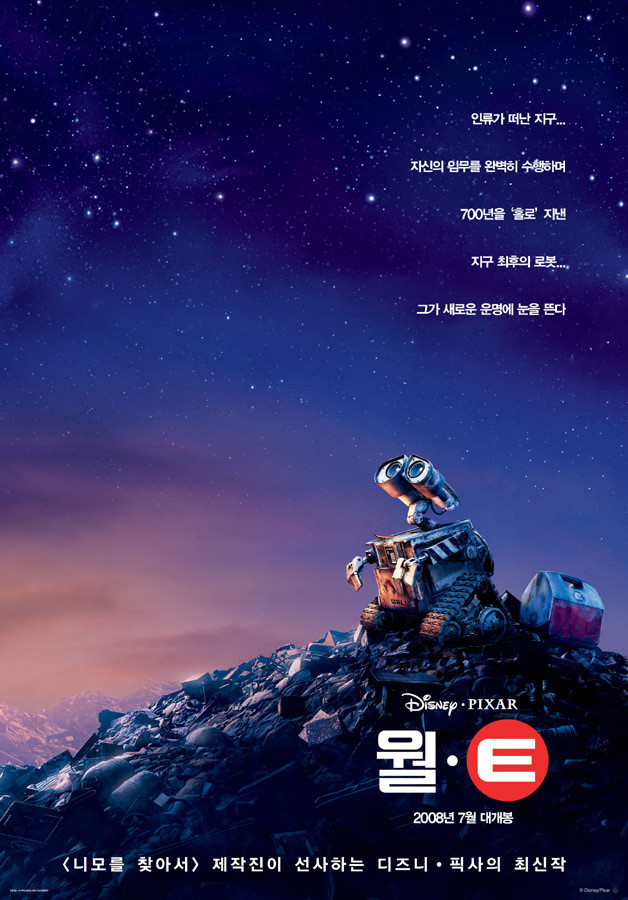 인류가 떠난 지구...
자신의 임무를 완벽히 수행하며
700년을 '홀로' 지낸
지구 최후의 로봇...
그가 새로운 운명에 눈을 뜬다
WALL
Disney · PIXAR
월·E
2008년 7월 대개봉
<니모를 찾아서> 제작진이 선사하는 디즈니·픽사의 최신작
© Disney/Pixar